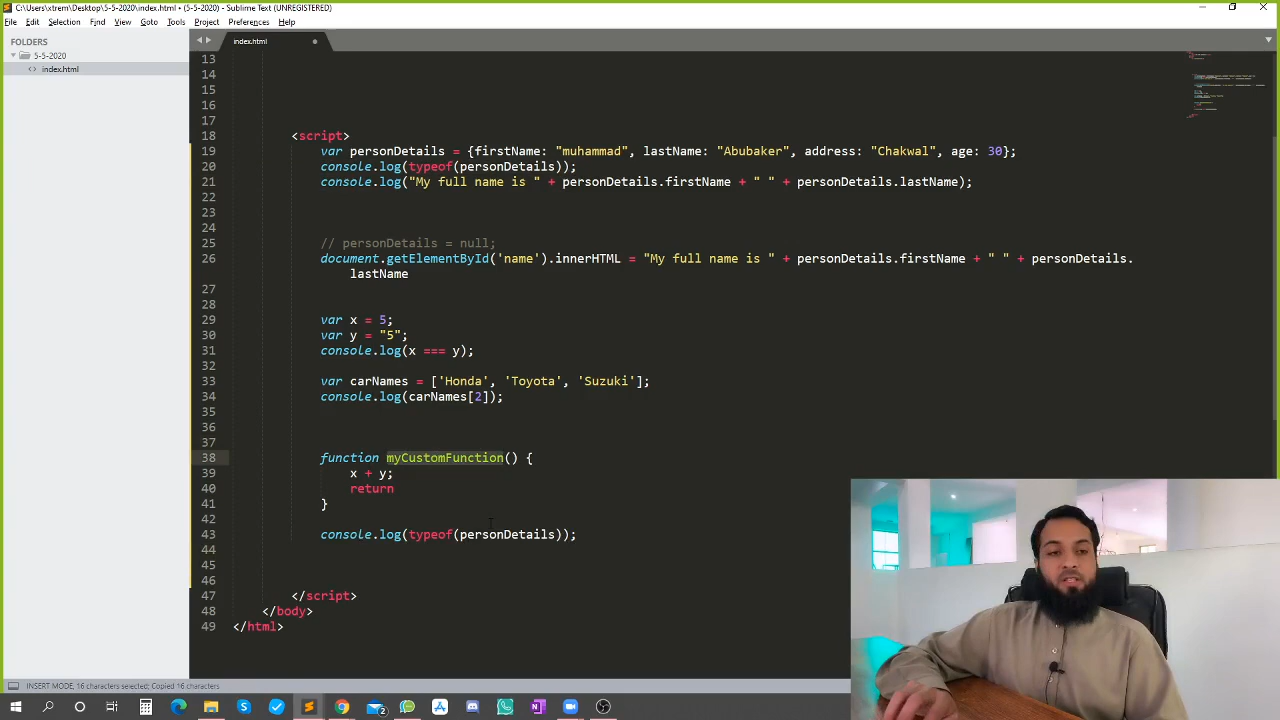 C:\Users\xtrem\Desktop\5-5-2020\index.html • (5-5-2020) - Sublime Text (UNREGISTERED)
File Edit Selection Find View Goto Tools Project Preferences Help
FOLDERS
5-5-2020
index.html
index.html
13
14
15
16
17
18 <script>
19 var personDetails = {firstName: "muhammad", lastName: "Abubaker", address: "Chakwal", age: 30};
20 console.log(typeof(personDetails));
21 console.log("My full name is " + personDetails.firstName + " " + personDetails.lastName);
22
23
24
25 // personDetails = null;
26 document.getElementById('name').innerHTML = "My full name is " + personDetails.firstName + " " + personDetails.
lastName
27
28
29 var x = 5;
30 var y = "5";
31 console.log(x === y);
32
33 var carNames = ['Honda', 'Toyota', 'Suzuki'];
34 console.log(carNames[2]);
35
36
37
38 function myCustomFunction() {
39 x + y;
40 return
41 }
42
43 console.log(typeof(personDetails));
44
45
46
47 </script>
48 </body>
49 </html>
INSERT MODE, 16 characters selected; Copied 16 characters